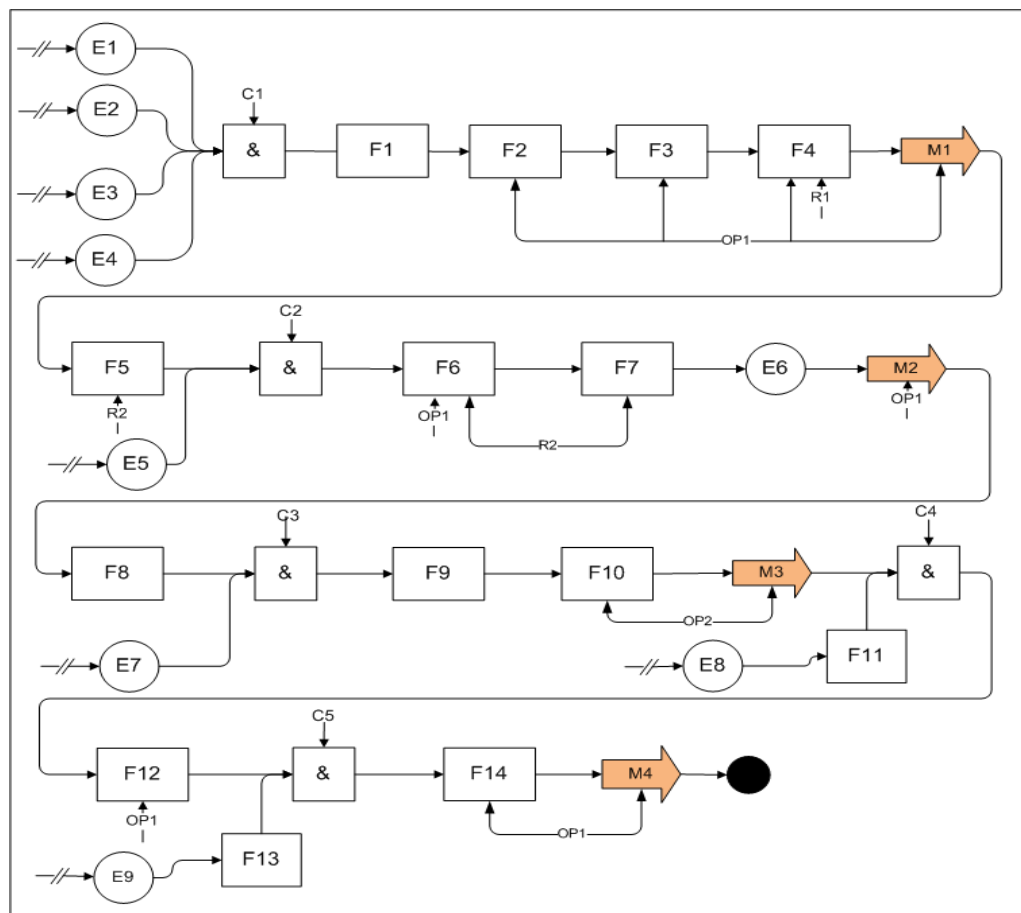 E1
E2
C1
& F1 F2 F3 F4 M1
E3
R1
E4
OP1
C2
F5 & F6 F7 E6 M2
R2 OP1 OP1
R2
E5
C3 C4
F8 & F9 F10 M3 &
OP2
E7 E8 F11
C5
F12 & F14 M4
OP1 OP1
F13
E9